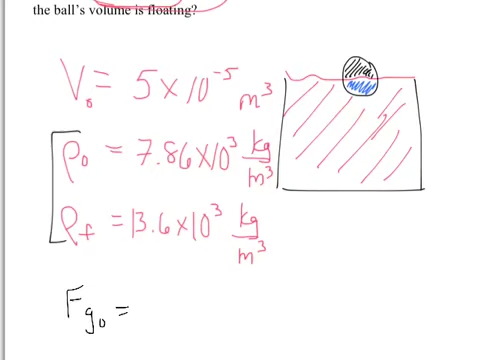 the ball's volume is floating?
V₀ = 5 × 10⁻⁵ m³
ρ₀ = 7.86 × 10³ kg/m³
ρf = 13.6 × 10³ kg/m³
Fg₀ =